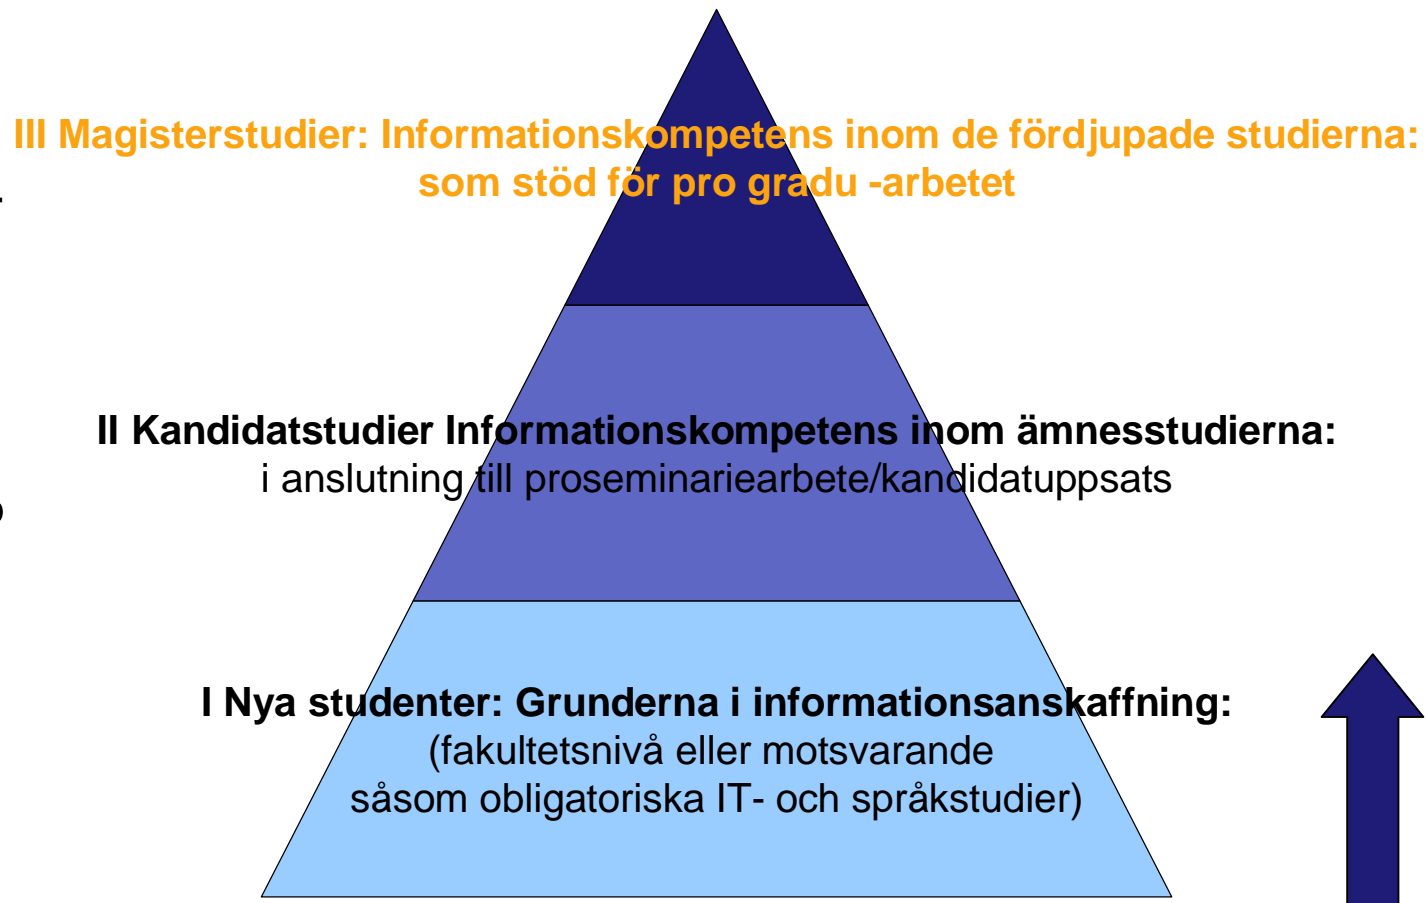 III Magisterstudier: Informationskompetens inom de fördjupade studierna:
som stöd för pro gradu -arbetet
II Kandidatstudier Informationskompetens inom ämnesstudierna:
i anslutning till proseminariearbete/kandidatuppsats
I Nya studenter: Grunderna i informationsanskaffning:
(fakultetsnivå eller motsvarande
såsom obligatoriska IT- och språkstudier)